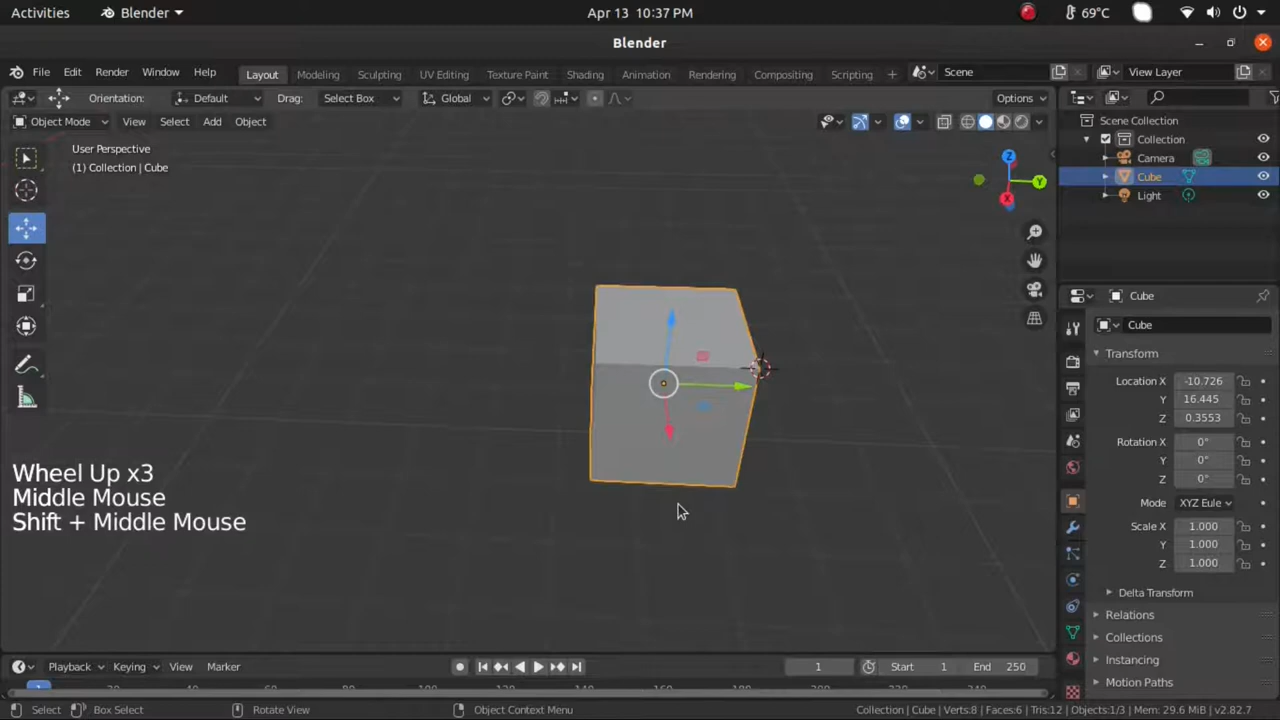 Activities Blender Apr 13 10:37 PM 69°C
Blender
File Edit Render Window Help Layout Modeling Sculpting UV Editing Texture Paint Shading Animation Rendering Compositing Scripting + Scene View Layer
Orientation: Default Drag: Select Box Global Options
Object Mode View Select Add Object
User Perspective
(1) Collection | Cube
Z
Y
X
Scene Collection
Collection
Camera
Cube
Light
Cube
Cube
Transform
Location X -10.726
Y 16.445
Z 0.3553
Rotation X 0°
Y 0°
Z 0°
Mode XYZ Eule
Scale X 1.000
Y 1.000
Z 1.000
Delta Transform
Relations
Collections
Instancing
Motion Paths
Wheel Up x3
Middle Mouse
Shift + Middle Mouse
Playback Keying View Marker 1 Start 1 End 250
Select Box Select Rotate View Object Context Menu Collection | Cube | Verts:8 | Faces:6 | Tris:12 | Objects:1/3 | Mem: 29.6 MiB | v2.82.7